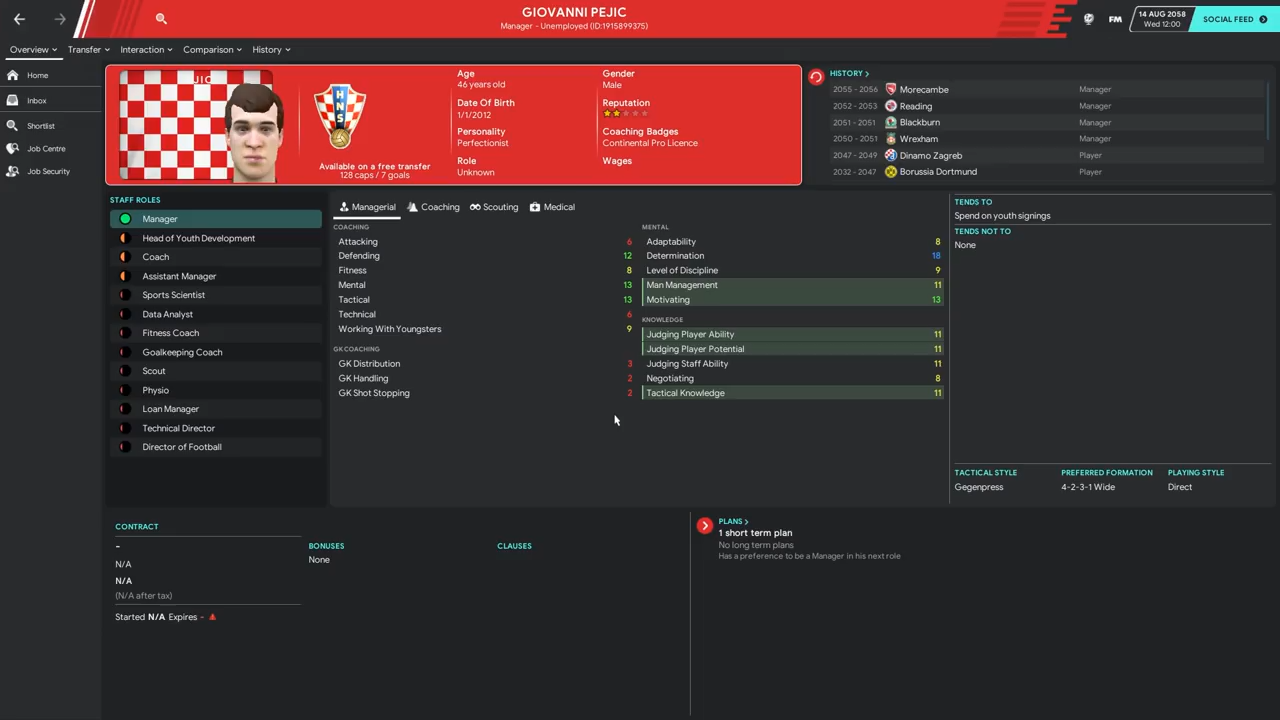 GIOVANNI PEJIC
Manager - Unemployed (ID:1915899375)
FM
14 AUG 2058
Wed 12:00
SOCIAL FEED
Overview
Transfer
Interaction
Comparison
History
Home
Inbox
Shortlist
Job Centre
Job Security
JIC
HNS
Available on a free transfer
128 caps / 7 goals
Age
46 years old
Date Of Birth
1/1/2012
Personality
Perfectionist
Role
Unknown
Gender
Male
Reputation
Coaching Badges
Continental Pro Licence
Wages
HISTORY
2055 - 2056 Morecambe Manager
2052 - 2053 Reading Manager
2051 - 2051 Blackburn Manager
2050 - 2051 Wrexham Manager
2047 - 2049 Dinamo Zagreb Player
2032 - 2047 Borussia Dortmund Player
STAFF ROLES
Manager
Head of Youth Development
Coach
Assistant Manager
Sports Scientist
Data Analyst
Fitness Coach
Goalkeeping Coach
Scout
Physio
Loan Manager
Technical Director
Director of Football
Managerial
Coaching
Scouting
Medical
COACHING
Attacking 6
Defending 12
Fitness 8
Mental 13
Tactical 13
Technical 6
Working With Youngsters 9
GK COACHING
GK Distribution 3
GK Handling 2
GK Shot Stopping 2
MENTAL
Adaptability 8
Determination 18
Level of Discipline 9
Man Management 11
Motivating 13
KNOWLEDGE
Judging Player Ability 11
Judging Player Potential 11
Judging Staff Ability 11
Negotiating 8
Tactical Knowledge 11
TENDS TO
Spend on youth signings
TENDS NOT TO
None
TACTICAL STYLE
Gegenpress
PREFERRED FORMATION
4-2-3-1 Wide
PLAYING STYLE
Direct
CONTRACT
-
N/A
N/A
(N/A after tax)
Started N/A Expires -
BONUSES
None
CLAUSES
PLANS
1 short term plan
No long term plans
Has a preference to be a Manager in his next role